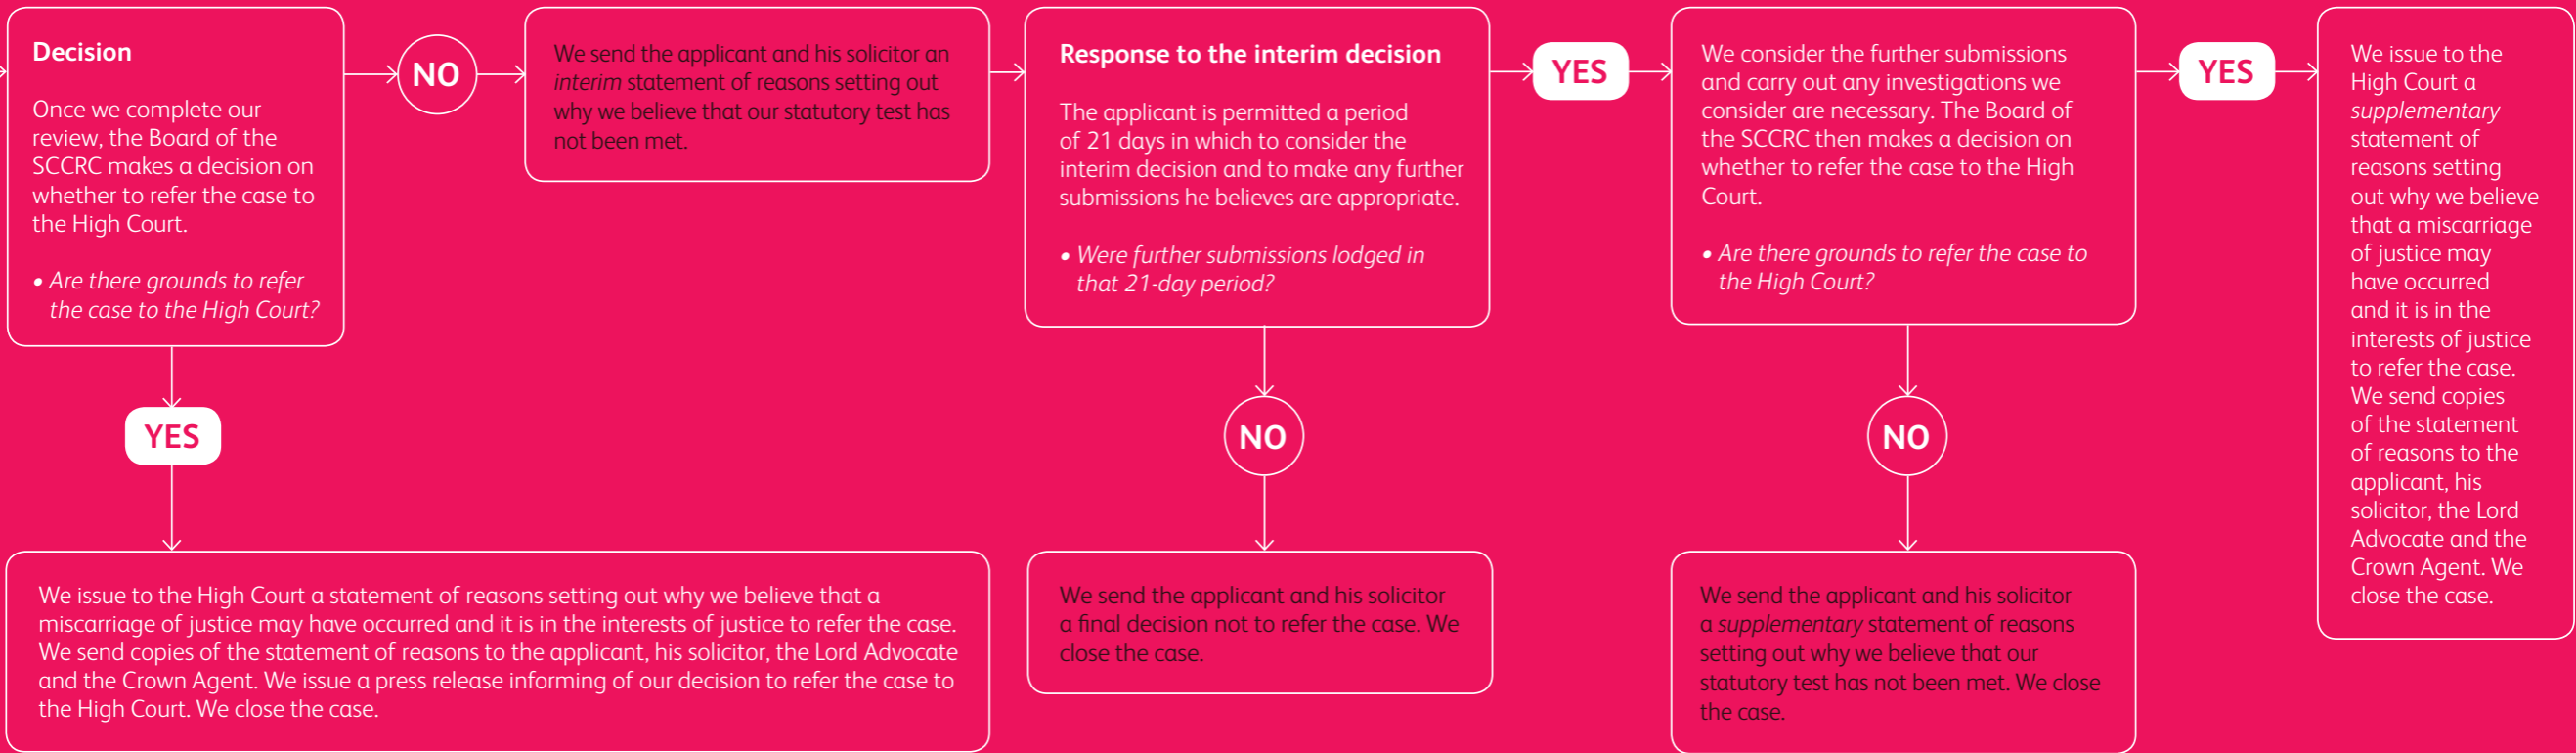 Decision
Once we complete our
review, the Board of the
SCCRC makes a decision on
whether to refer the case to
the High Court.
• Are there grounds to refer
the case to the High Court?
NO
We send the applicant and his solicitor an
interim statement of reasons setting out
why we believe that our statutory test has
not been met.
Response to the interim decision
The applicant is permitted a period
of 21 days in which to consider the
interim decision and to make any further
submissions he believes are appropriate.
• Were further submissions lodged in
that 21-day period?
YES
We consider the further submissions
and carry out any investigations we
consider are necessary. The Board of
the SCCRC then makes a decision on
whether to refer the case to the High
Court.
• Are there grounds to refer the case to
the High Court?
YES
We issue to the
High Court a
supplementary
statement of
reasons setting
out why we believe
that a miscarriage
of justice may
have occurred
and it is in the
interests of justice
to refer the case.
We send copies
of the statement
of reasons to the
applicant, his
solicitor, the Lord
Advocate and the
Crown Agent. We
close the case.
YES
NO
NO
We issue to the High Court a statement of reasons setting out why we believe that a
miscarriage of justice may have occurred and it is in the interests of justice to refer the case.
We send copies of the statement of reasons to the applicant, his solicitor, the Lord Advocate
and the Crown Agent. We issue a press release informing of our decision to refer the case to
the High Court. We close the case.
We send the applicant and his solicitor
a final decision not to refer the case. We
close the case.
We send the applicant and his solicitor
a supplementary statement of reasons
setting out why we believe that our
statutory test has not been met. We close
the case.